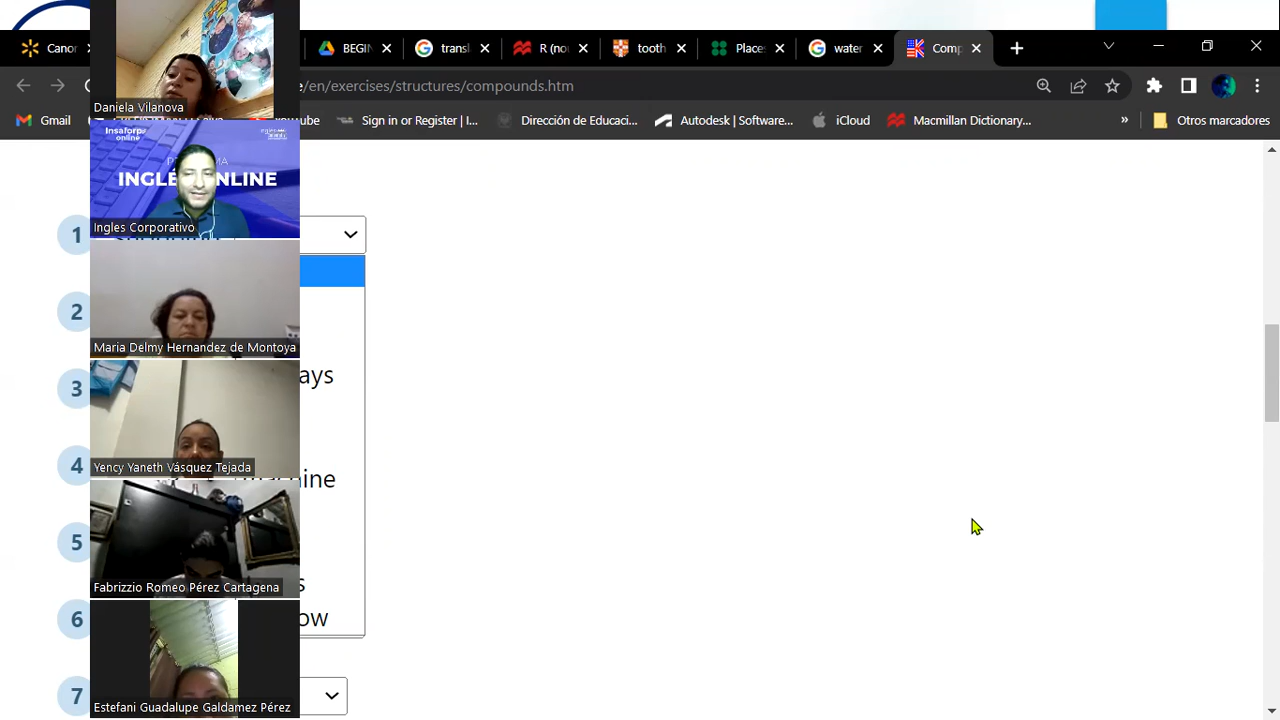 Canor
BEGIN
transl
R (no
tooth
Place
water
Comp
e/en/exercises/structures/compounds.htm
Gmail
Sign in or Register | I...
Dirección de Educaci...
Autodesk | Software...
iCloud
Macmillan Dictionary...
»
Otros marcadores
Daniela Vilanova
Insaforp
online
INGLÉS ONLINE
Ingles Corporativo
Maria Delmy Hernandez de Montoya
Yency Yaneth Vásquez Tejada
Fabrizzio Romeo Pérez Cartagena
Estefani Guadalupe Galdamez Pérez
1
2
3
ays
4
5
6
ow
7